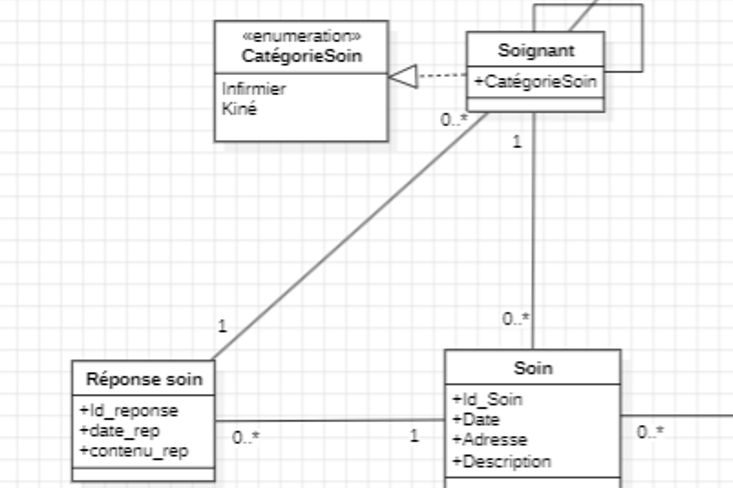 «enumeration»
CatégorieSoin
Infirmier
Kiné
Soignant
+CatégorieSoin
0..*
1
1
0..*
Réponse soin
+Id_reponse
+date_rep
+contenu_rep
0..*
1
Soin
+Id_Soin
+Date
+Adresse
+Description
0..*